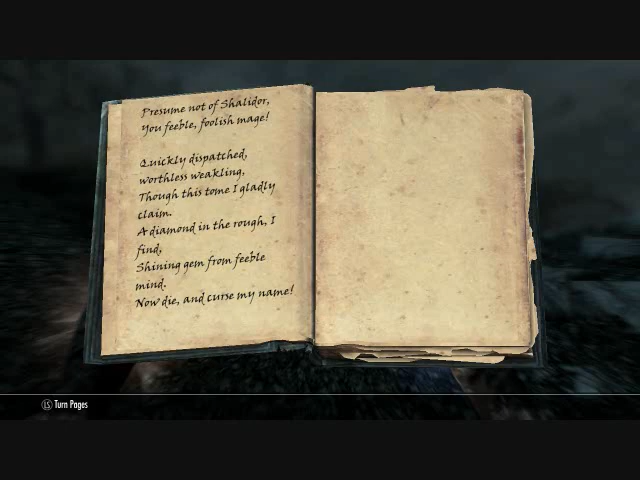 Presume not of Shalidor,
You feeble, foolish mage!
Quickly dispatched,
worthless weakling,
Though this tome I gladly
claim.
A diamond in the rough, I
find,
Shining gem from feeble
mind.
Now die, and curse my name!
LS Turn Pages